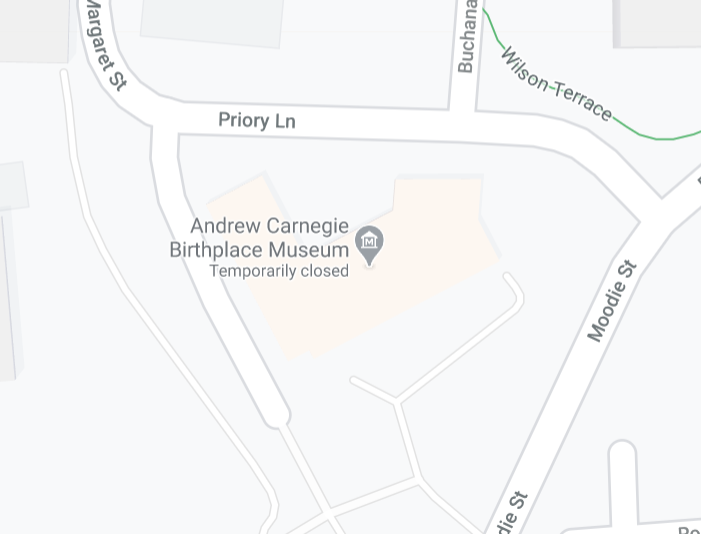 Margaret St
Buchana
Wilson-Terrace
Priory Ln
Andrew Carnegie
Birthplace Museum
Temporarily closed
Moodie St
die St